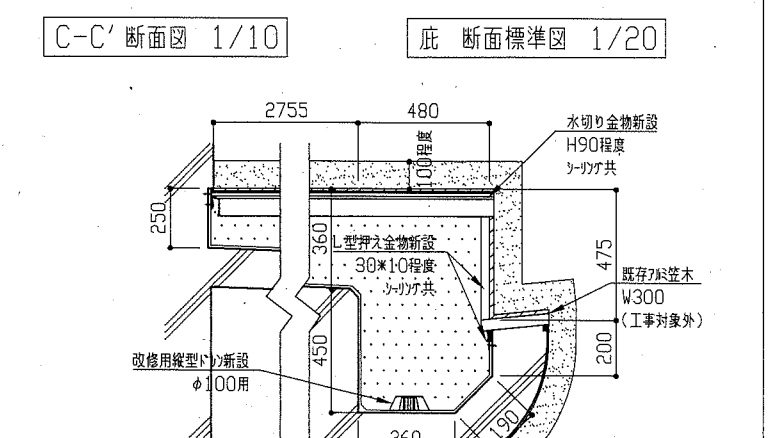 C-C' 断面図 1/10
庇 断面標準図 1/20
2755
480
100程度
水切り金物新設
H90程度
シーリング共
250
360
L型押え金物新設
30*10程度
シーリング共
475
既存アルミ笠木
W300
(工事対象外)
200
450
改修用縦型ドレン新設
φ100用
190
360